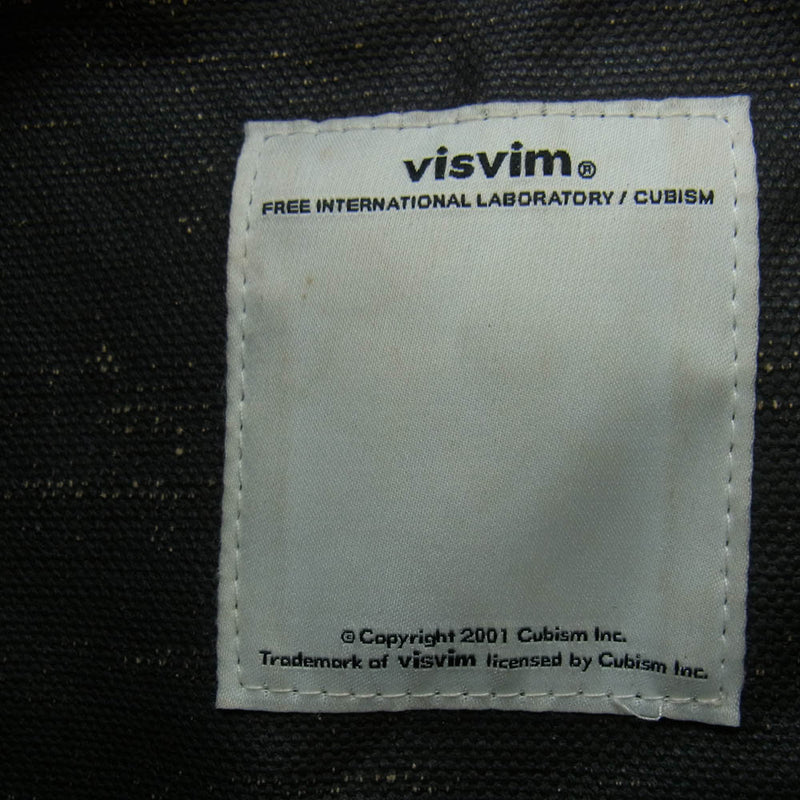 visvim®
FREE INTERNATIONAL LABORATORY / CUBISM
© Copyright 2001 Cubism Inc.
Trademark of visvim licensed by Cubism Inc.